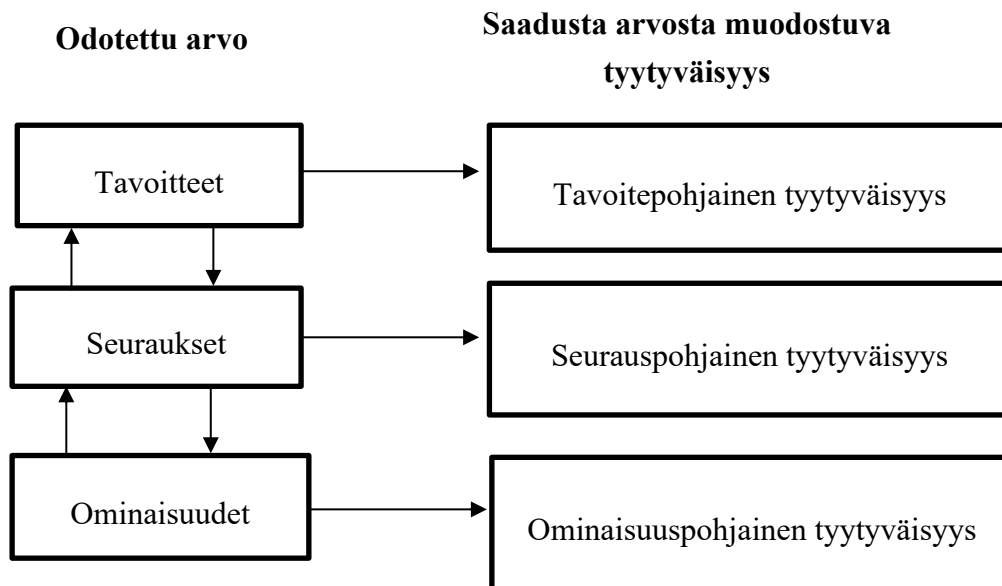 Odotettu arvo
Saadusta arvosta muodostuva
tyytyväisyys
Tavoitteet
Tavoitepohjainen tyytyväisyys
Seuraukset
Seurauspohjainen tyytyväisyys
Ominaisuudet
Ominaisuuspohjainen tyytyväisyys